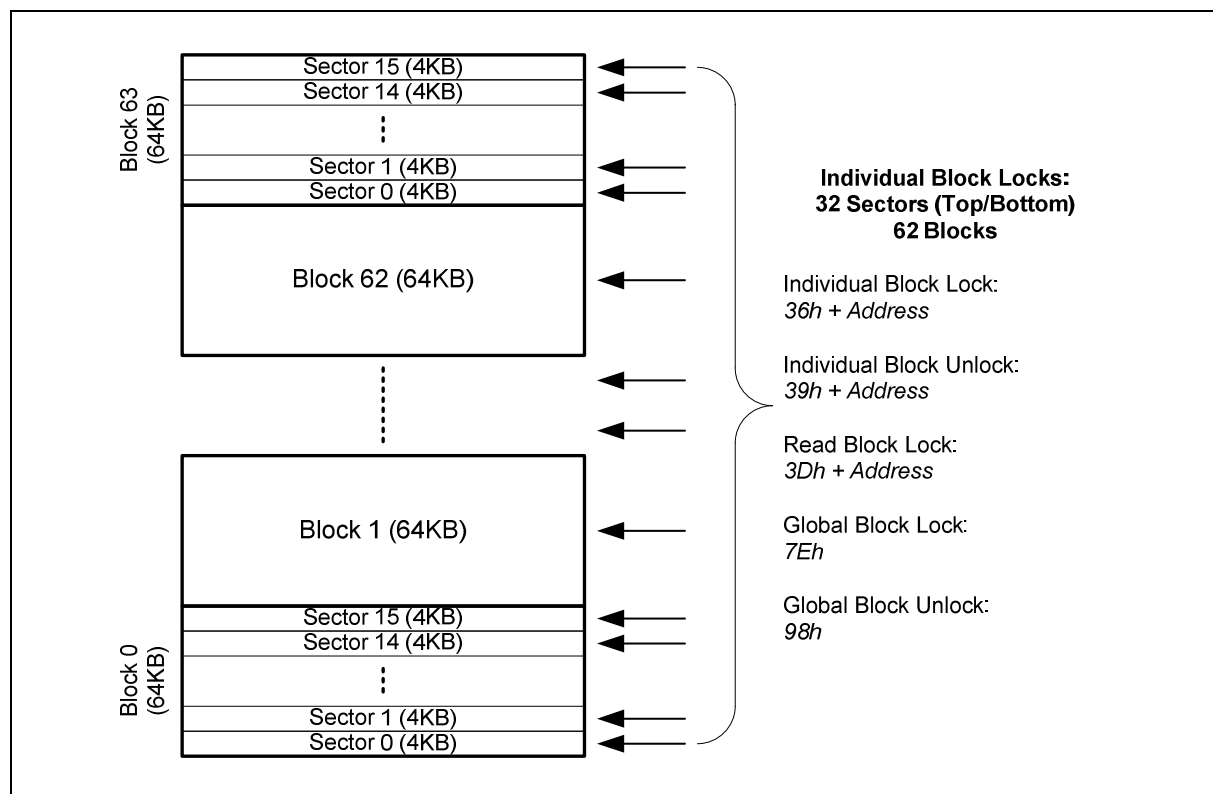 Block 63
(64KB)
Sector 15 (4KB)
Sector 14 (4KB)
Sector 1 (4KB)
Sector 0 (4KB)
Block 62 (64KB)
Block 1 (64KB)
Block 0
(64KB)
Sector 15 (4KB)
Sector 14 (4KB)
Sector 1 (4KB)
Sector 0 (4KB)
Individual Block Locks:
32 Sectors (Top/Bottom)
62 Blocks
Individual Block Lock:
36h + Address
Individual Block Unlock:
39h + Address
Read Block Lock:
3Dh + Address
Global Block Lock:
7Eh
Global Block Unlock:
98h